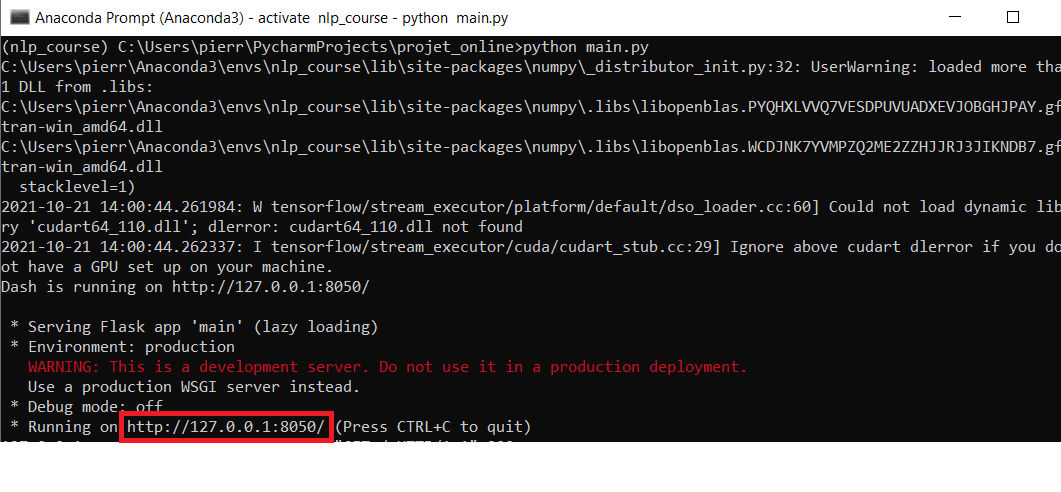 Anaconda Prompt (Anaconda3) - activate nlp_course - python main.py
(nlp_course) C:\Users\pierr\PycharmProjects\projet_online>python main.py
C:\Users\pierr\Anaconda3\envs\nlp_course\lib\site-packages\numpy\_distributor_init.py:32: UserWarning: loaded more tha
1 DLL from .libs:
C:\Users\pierr\Anaconda3\envs\nlp_course\lib\site-packages\numpy\.libs\libopenblas.PYQHXLVVQ7VESDPUVUADXEVJOBGHJPAY.gf
tran-win_amd64.dll
C:\Users\pierr\Anaconda3\envs\nlp_course\lib\site-packages\numpy\.libs\libopenblas.WCDJNK7YVMPZQ2ME2ZZHJJRJ3JIKNDB7.gf
tran-win_amd64.dll
stacklevel=1)
2021-10-21 14:00:44.261984: W tensorflow/stream_executor/platform/default/dso_loader.cc:60] Could not load dynamic lib
ry 'cudart64_110.dll'; dlerror: cudart64_110.dll not found
2021-10-21 14:00:44.262337: I tensorflow/stream_executor/cuda/cudart_stub.cc:29] Ignore above cudart dlerror if you do
ot have a GPU set up on your machine.
Dash is running on http://127.0.0.1:8050/
* Serving Flask app 'main' (lazy loading)
* Environment: production
WARNING: This is a development server. Do not use it in a production deployment.
Use a production WSGI server instead.
* Debug mode: off
* Running on http://127.0.0.1:8050/ (Press CTRL+C to quit)